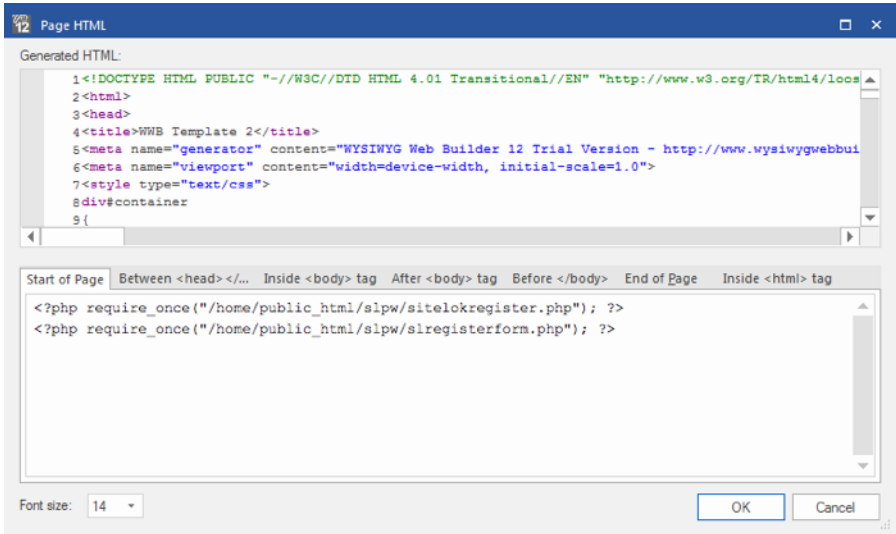 Page HTML
Generated HTML:
1<!DOCTYPE HTML PUBLIC "-//W3C//DTD HTML 4.01 Transitional//EN" "http://www.w3.org/TR/html4/loos
2<html>
3<head>
4<title>WWB Template 2</title>
5<meta name="generator" content="WYSIWYG Web Builder 12 Trial Version - http://www.wysiwygwebbui
6<meta name="viewport" content="width=device-width, initial-scale=1.0">
7<style type="text/css">
8div#container
9{
Start of Page Between <head> </... Inside <body> tag After <body> tag Before </body> End of Page Inside <html> tag
<?php require_once("/home/public_html/slpw/sitelokregister.php"); ?>
<?php require_once("/home/public_html/slpw/slregisterform.php"); ?>
Font size: 14 OK Cancel